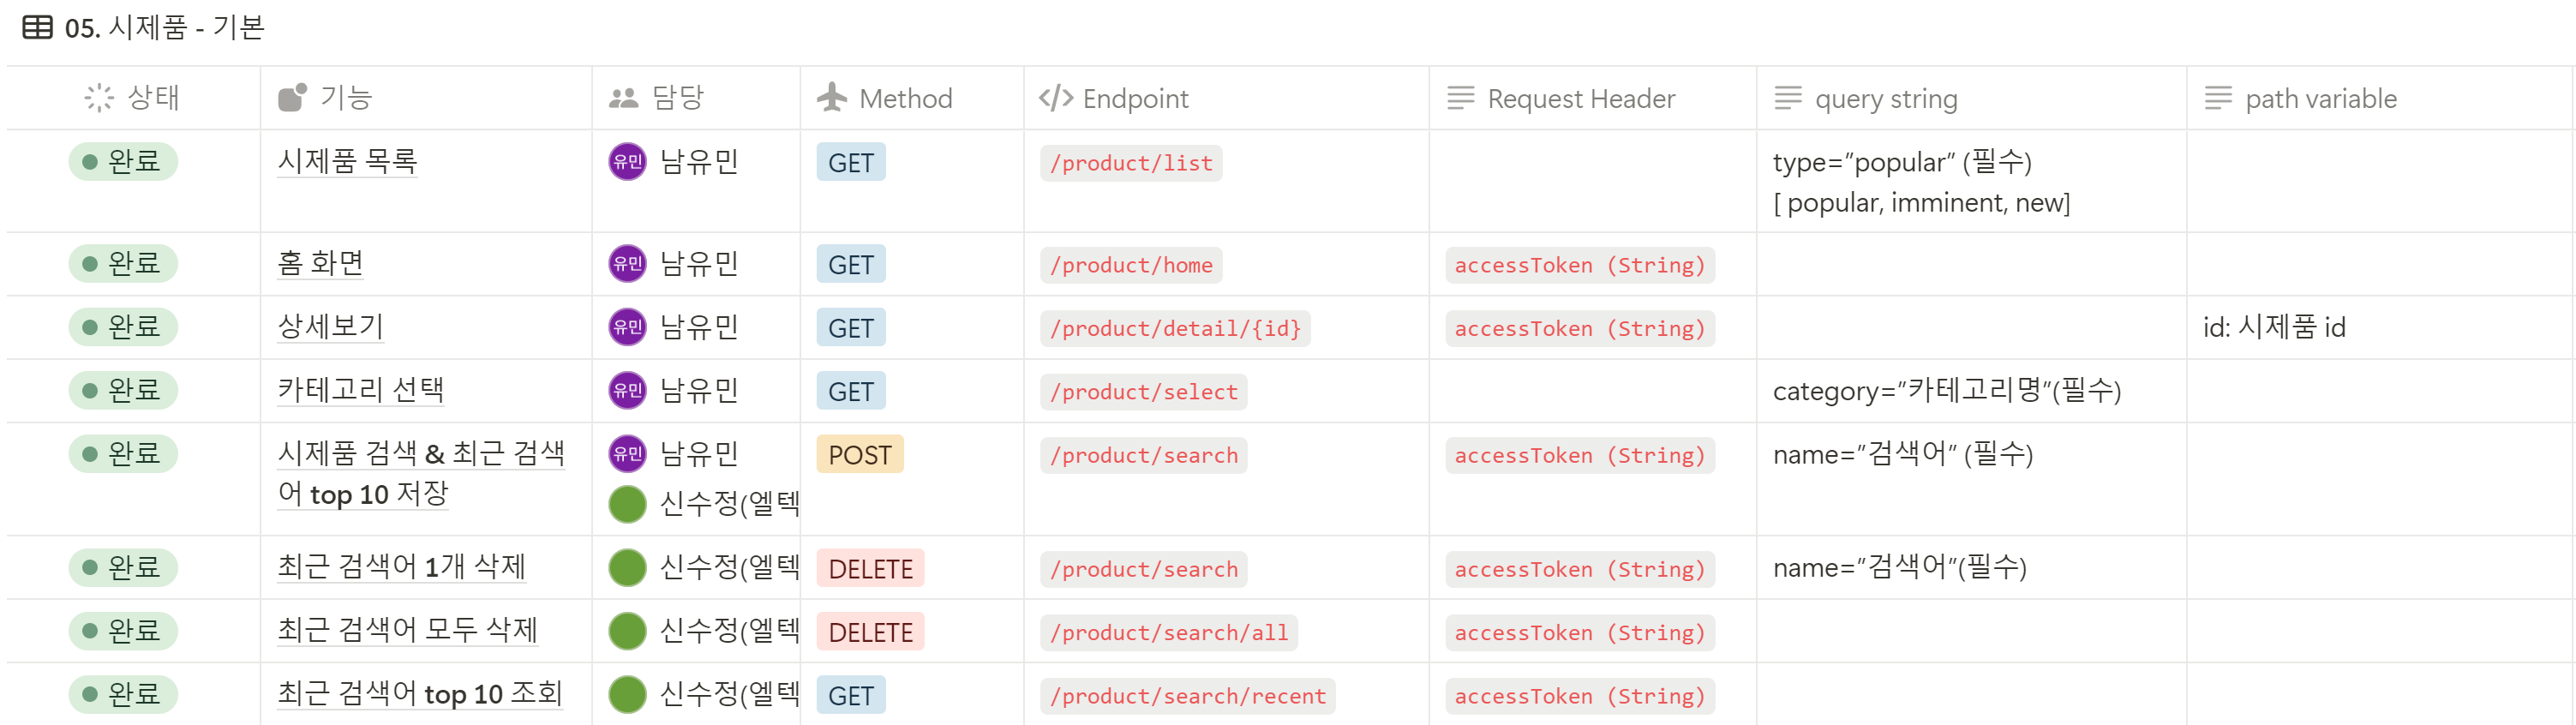 05. 시제품 - 기본
상태 기능 담당 Method Endpoint Request Header query string path variable
완료 시제품 목록 유민 남유민 GET /product/list type=”popular” (필수)
[ popular, imminent, new]
완료 홈 화면 유민 남유민 GET /product/home accessToken (String)
완료 상세보기 유민 남유민 GET /product/detail/{id} accessToken (String) id: 시제품 id
완료 카테고리 선택 유민 남유민 GET /product/select category=”카테고리명”(필수)
완료 시제품 검색 & 최근 검색 유민 남유민 POST /product/search accessToken (String) name=”검색어” (필수)
어 top 10 저장 신수정(엘텍
완료 최근 검색어 1개 삭제 신수정(엘텍 DELETE /product/search accessToken (String) name=”검색어”(필수)
완료 최근 검색어 모두 삭제 신수정(엘텍 DELETE /product/search/all accessToken (String)
완료 최근 검색어 top 10 조회 신수정(엘텍 GET /product/search/recent accessToken (String)